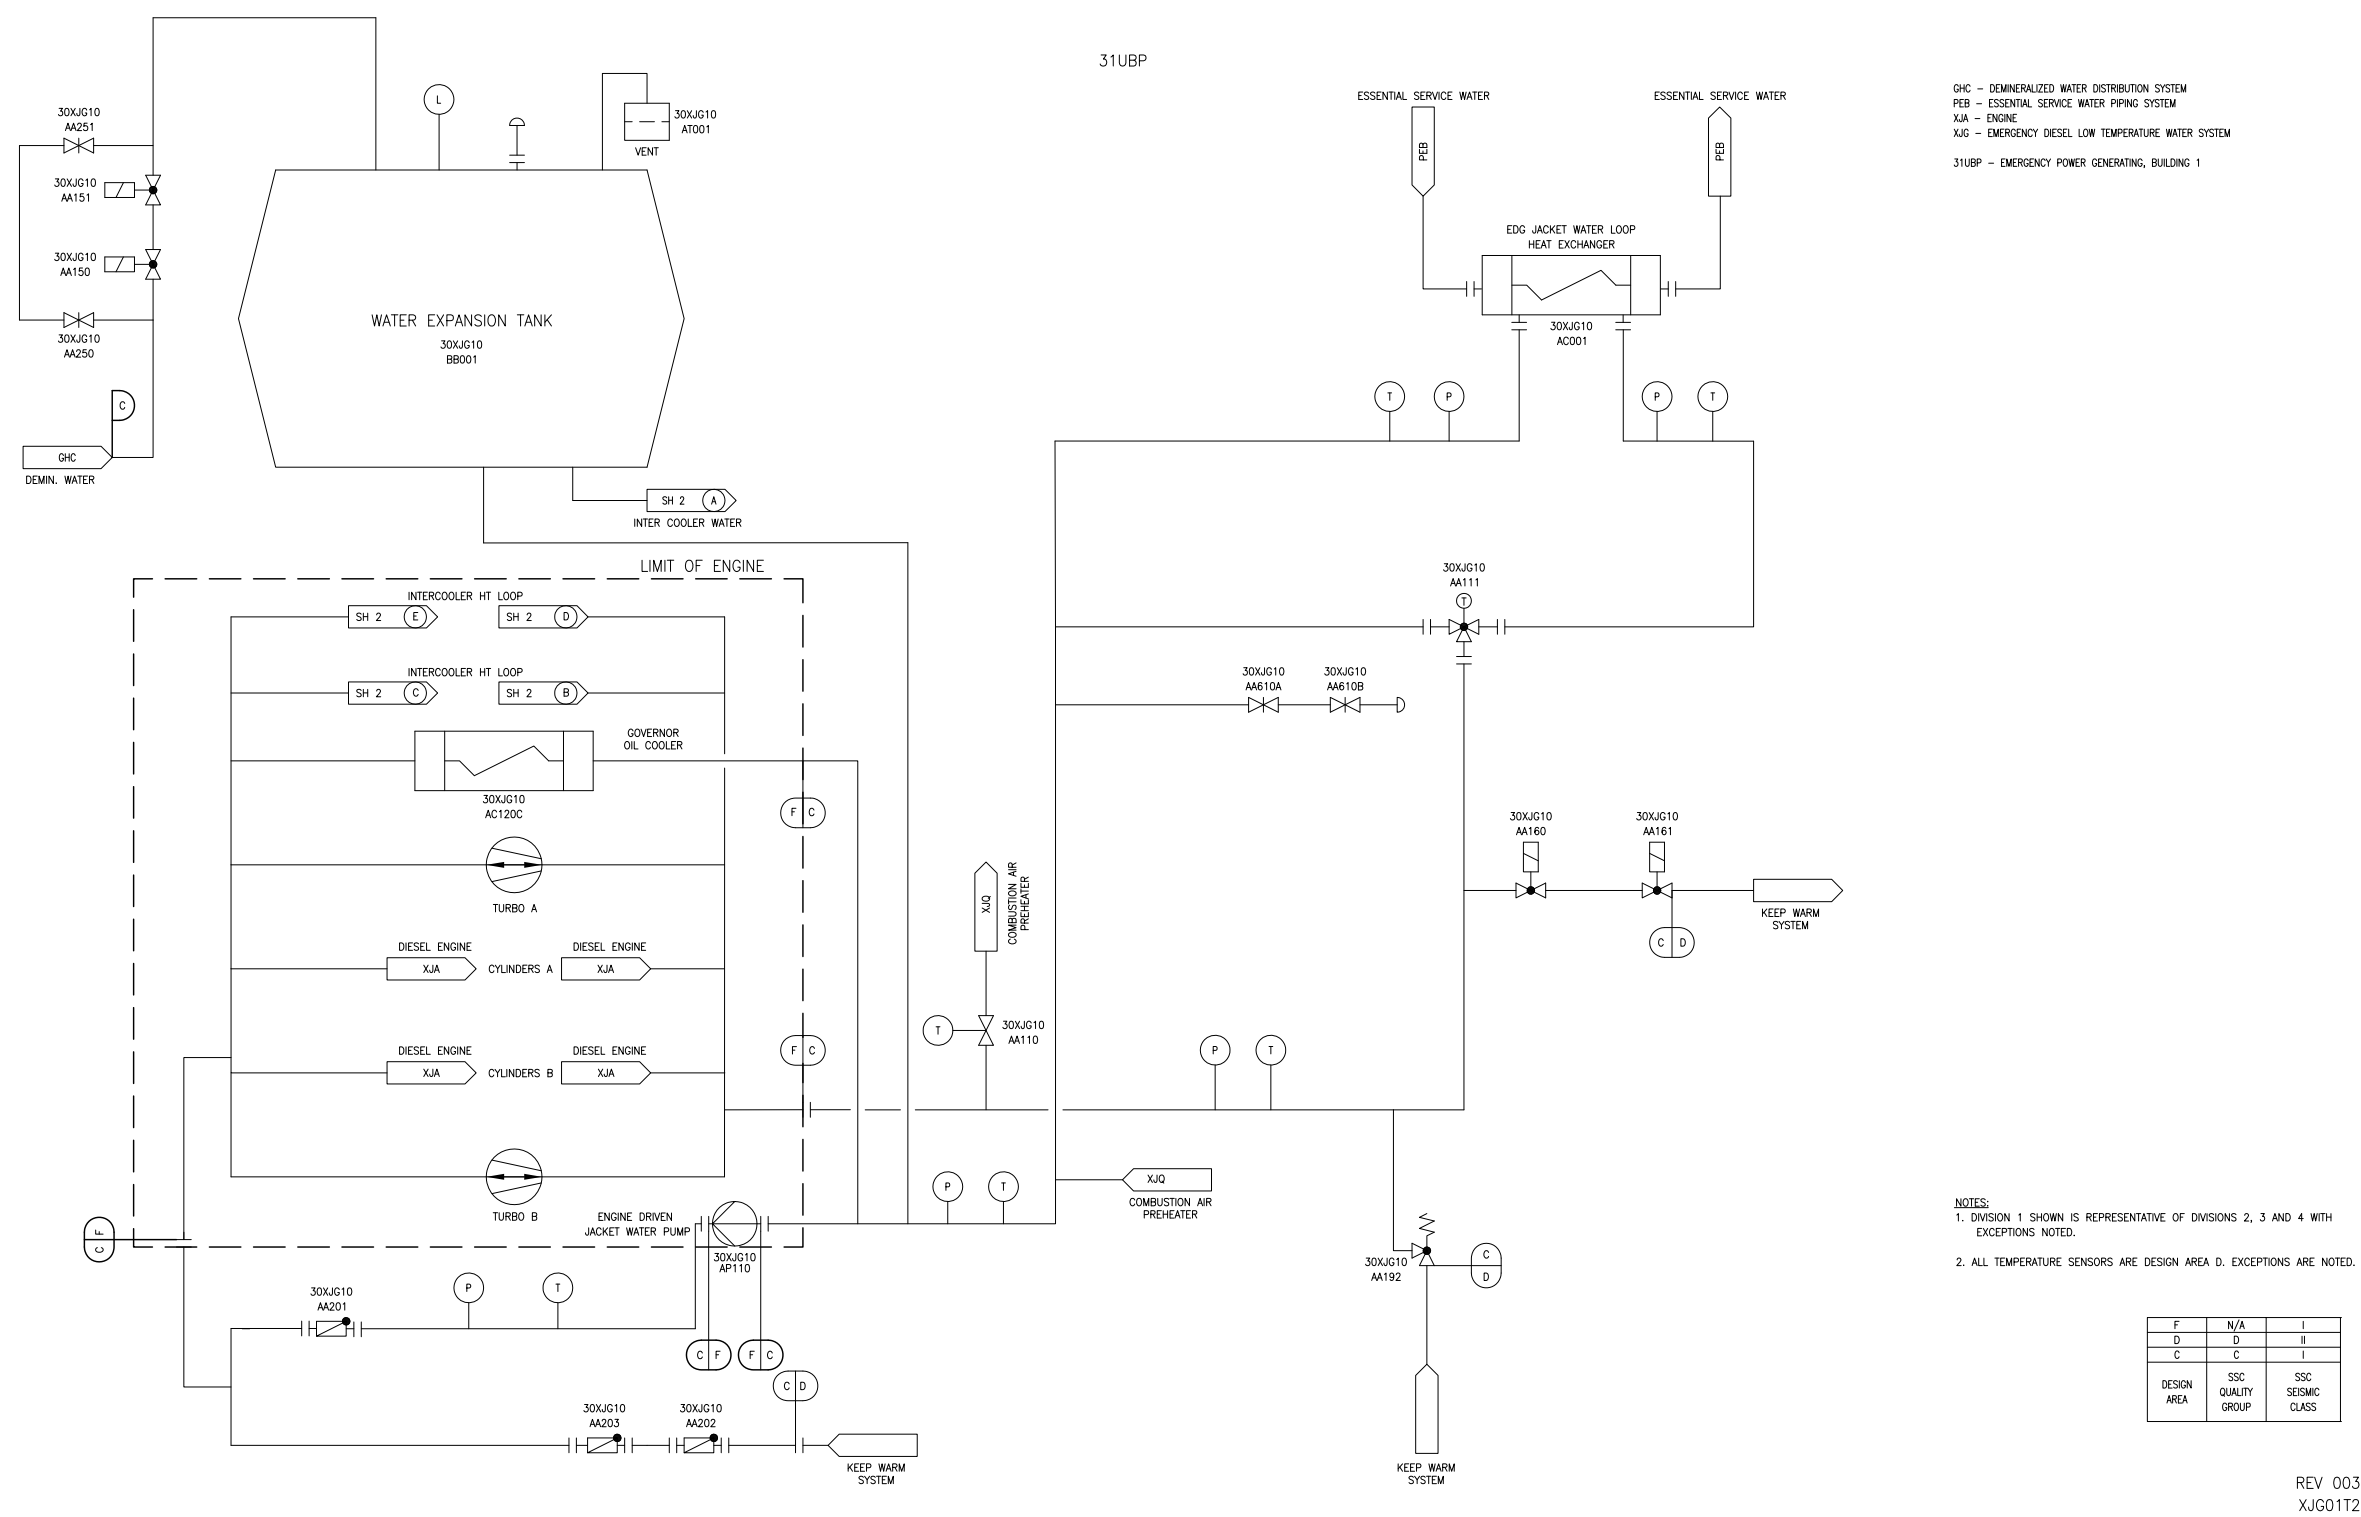 31UBP
30XJG10
AA251
30XJG10
AA151
30XJG10
AA150
30XJG10
AA250
C
GHC
DEMIN. WATER
L
30XJG10
AT001
VENT
WATER EXPANSION TANK
30XJG10
BB001
SH 2 A
INTER COOLER WATER
ESSENTIAL SERVICE WATER
PEB
ESSENTIAL SERVICE WATER
PEB
EDG JACKET WATER LOOP
HEAT EXCHANGER
30XJG10
AC001
T
P
P
T
GHC – DEMINERALIZED WATER DISTRIBUTION SYSTEM
PEB – ESSENTIAL SERVICE WATER PIPING SYSTEM
XJA – ENGINE
XJG – EMERGENCY DIESEL LOW TEMPERATURE WATER SYSTEM
31UBP – EMERGENCY POWER GENERATING, BUILDING 1
LIMIT OF ENGINE
INTERCOOLER HT LOOP
SH 2 E
SH 2 D
INTERCOOLER HT LOOP
SH 2 C
SH 2 B
GOVERNOR
OIL COOLER
30XJG10
AC120C
F C
TURBO A
DIESEL ENGINE
XJA
CYLINDERS A
DIESEL ENGINE
XJA
DIESEL ENGINE
XJA
CYLINDERS B
DIESEL ENGINE
XJA
F C
TURBO B
ENGINE DRIVEN
JACKET WATER PUMP
30XJG10
AP110
F
C
30XJG10
AA201
P
T
C F
F C
C D
30XJG10
AA203
30XJG10
AA202
KEEP WARM
SYSTEM
30XJG10
AA111
T
30XJG10
AA610A
30XJG10
AA610B
30XJG10
AA160
30XJG10
AA161
KEEP WARM
SYSTEM
C D
XJQ
COMBUSTION AIR
PREHEATER
T
30XJG10
AA110
P
T
P
T
XJQ
COMBUSTION AIR
PREHEATER
30XJG10
AA192
C
D
KEEP WARM
SYSTEM
NOTES:
1. DIVISION 1 SHOWN IS REPRESENTATIVE OF DIVISIONS 2, 3 AND 4 WITH
EXCEPTIONS NOTED.
2. ALL TEMPERATURE SENSORS ARE DESIGN AREA D. EXCEPTIONS ARE NOTED.
F N/A I
D D II
C C I
DESIGN
AREA
SSC
QUALITY
GROUP
SSC
SEISMIC
CLASS
REV 003
XJG01T2